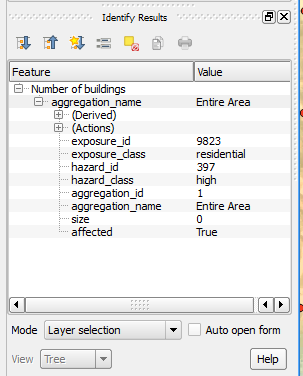 Identify Results
Feature Value
Number of buildings
aggregation_name Entire Area
(Derived)
(Actions)
exposure_id 9823
exposure_class residential
hazard_id 397
hazard_class high
aggregation_id 1
aggregation_name Entire Area
size 0
affected True
Mode Layer selection Auto open form
View Tree Help